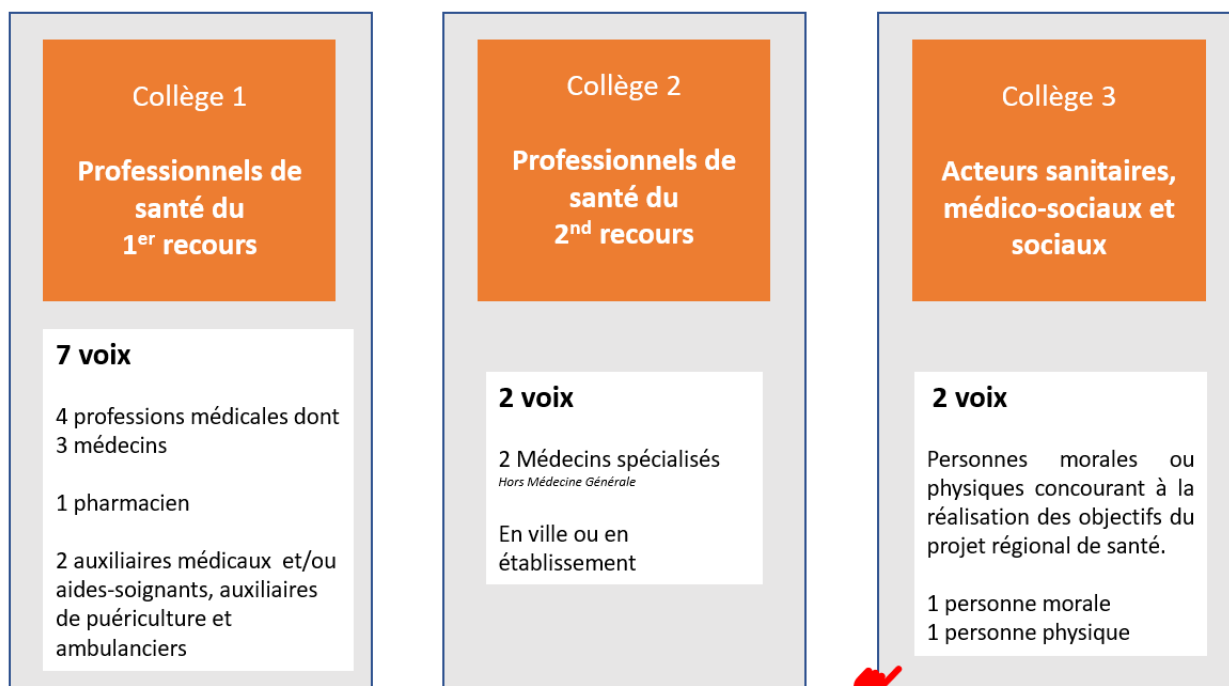 Collège 1
Professionnels de
santé du
1er recours
7 voix
4 professions médicales dont
3 médecins
1 pharmacien
2 auxiliaires médicaux et/ou
aides-soignants, auxiliaires
de puériculture et
ambulanciers
Collège 2
Professionnels de
santé du
2nd recours
2 voix
2 Médecins spécialisés
Hors Médecine Générale
En ville ou en
établissement
Collège 3
Acteurs sanitaires,
médico-sociaux et
sociaux
2 voix
Personnes morales ou
physiques concourant à la
réalisation des objectifs du
projet régional de santé.
1 personne morale
1 personne physique